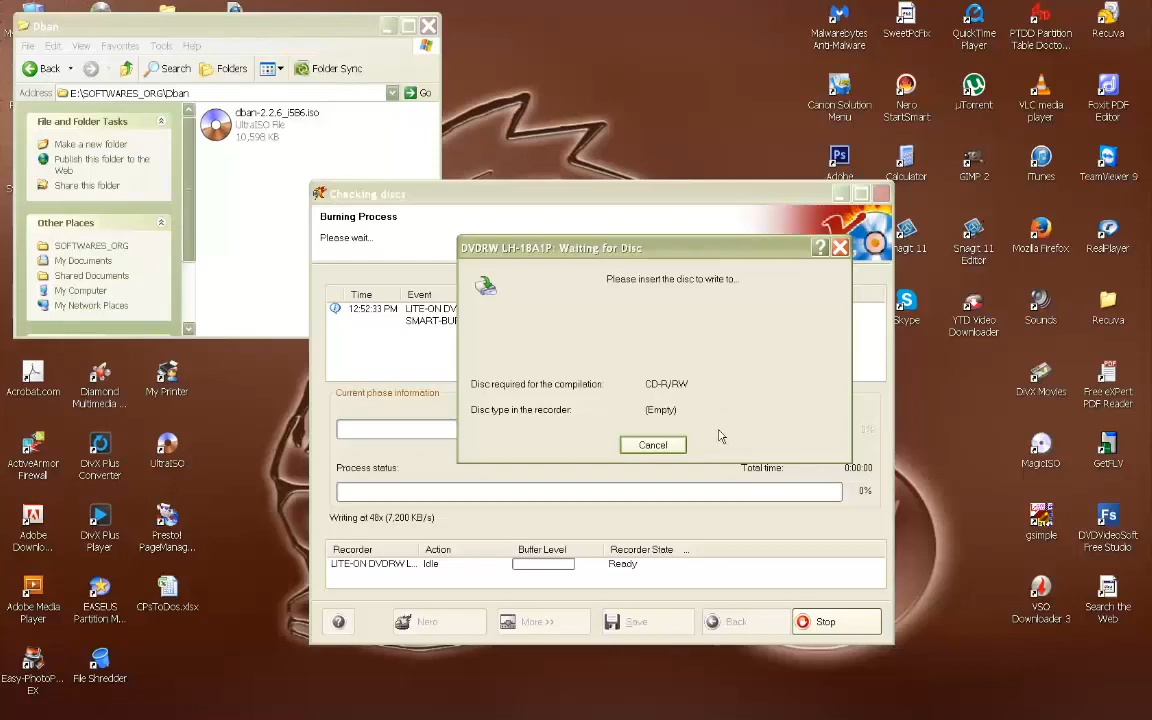 Dban
File Edit View Favorites Tools Help
Back Search Folders Folder Sync
Address E:\SOFTWARES_ORG\Dban Go
File and Folder Tasks
Make a new folder
Publish this folder to the
Web
Share this folder
Other Places
SOFTWARES_ORG
My Documents
Shared Documents
My Computer
My Network Places
dban-2.2.6_i586.iso
UltraISO File
10,598 KB
Checking discs
Burning Process
Please wait...
Time Event
12:52:33 PM LITE-ON DV
SMART-BUR
Current phase information
0%
Process status: Total time: 0:00:00
0%
Writing at 48x (7,200 KB/s)
Recorder Action Buffer Level Recorder State ...
LITE-ON DVDRW L... Idle Ready
Nero More >> Save Back Stop
DVDRW LH-18A1P: Waiting for Disc
Please insert the disc to write to...
Disc required for the compilation: CD-R/RW
Disc type in the recorder: (Empty)
Cancel
Malwarebytes
Anti-Malware
SweetPcFix
QuickTime
Player
PTDD Partition
Table Docto...
Recuva
Canon Solution
Menu
Nero
StartSmart
µTorrent
VLC media
player
Foxit PDF
Editor
Adobe
Calculator
GIMP 2
iTunes
TeamViewer 9
Snagit 11
Snagit 11
Editor
Mozilla Firefox
RealPlayer
Skype
YTD Video
Downloader
Sounds
Recuva
DivX Movies
Free eXPert
PDF Reader
MagicISO
GetFLV
gsimple
DVDVideoSoft
Free Studio
VSO
Downloader 3
Search the
Web
Acrobat.com
Diamond
Multimedia ...
My Printer
ActiveArmor
Firewall
DivX Plus
Converter
UltraISO
Adobe
Downlo...
DivX Plus
Player
Presto!
PageManag...
Adobe Media
Player
EASEUS
Partition M...
CPsToDos.xlsx
Easy-PhotoP...
EX
File Shredder